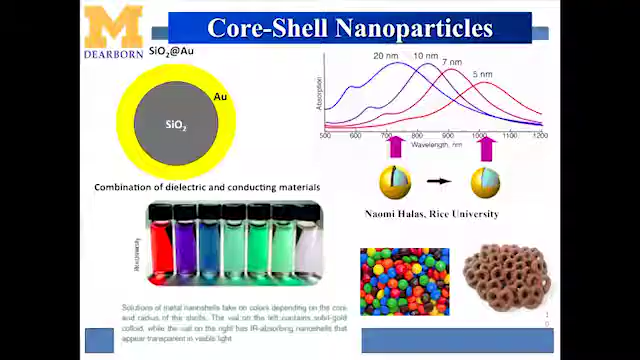 Core-Shell Nanoparticles
M
DEARBORN
SiO2@Au
Au
SiO2
Combination of dielectric and conducting materials
20 nm
10 nm
7 nm
5 nm
Absorption
500 600 700 800 900 1000 1100 1200
Wavelength, nm
Naomi Halas, Rice University
Rice University
Solutions of metal nanoshells take on colors depending on the core
and radius of the shells. The vial on the left contains solid-gold
colloid, while the vial on the right has IR-absorbing nanoshells that
appear transparent in visible light